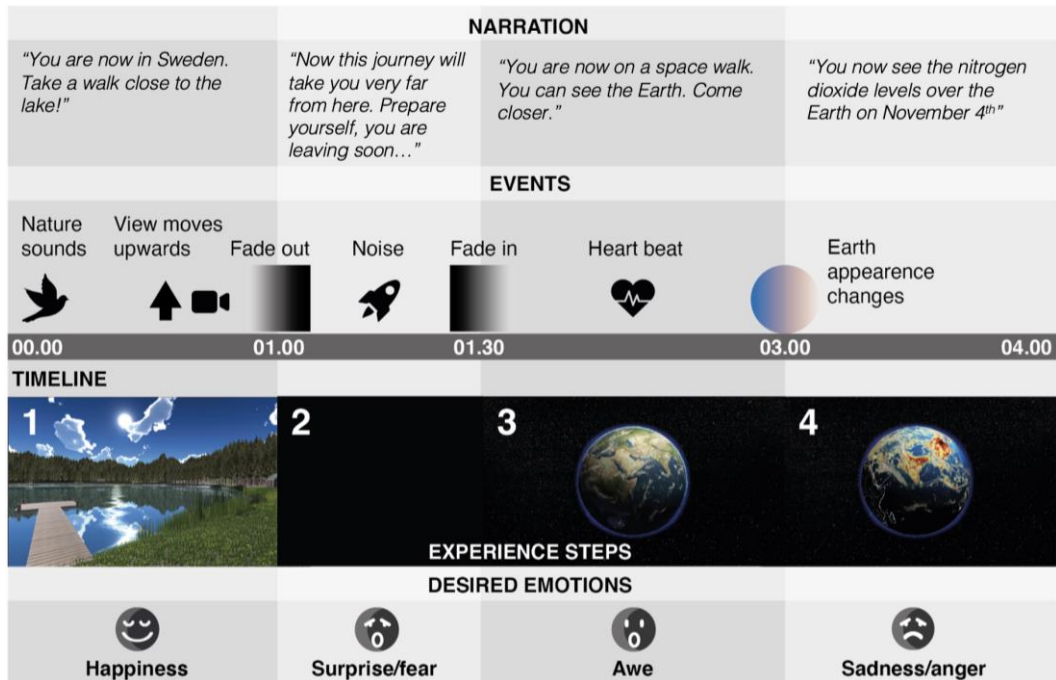 NARRATION
“You are now in Sweden.
Take a walk close to the
lake!”
“Now this journey will
take you very far
from here. Prepare
yourself, you are
leaving soon…”
“You are now on a space walk.
You can see the Earth. Come
closer.”
“You now see the nitrogen
dioxide levels over the
Earth on November 4th”
EVENTS
Nature
sounds
View moves
upwards
Fade out
Noise
Fade in
Heart beat
Earth
appearence
changes
00.00
01.00
01.30
03.00
04.00
TIMELINE
1
2
3
4
EXPERIENCE STEPS
DESIRED EMOTIONS
Happiness
Surprise/fear
Awe
Sadness/anger